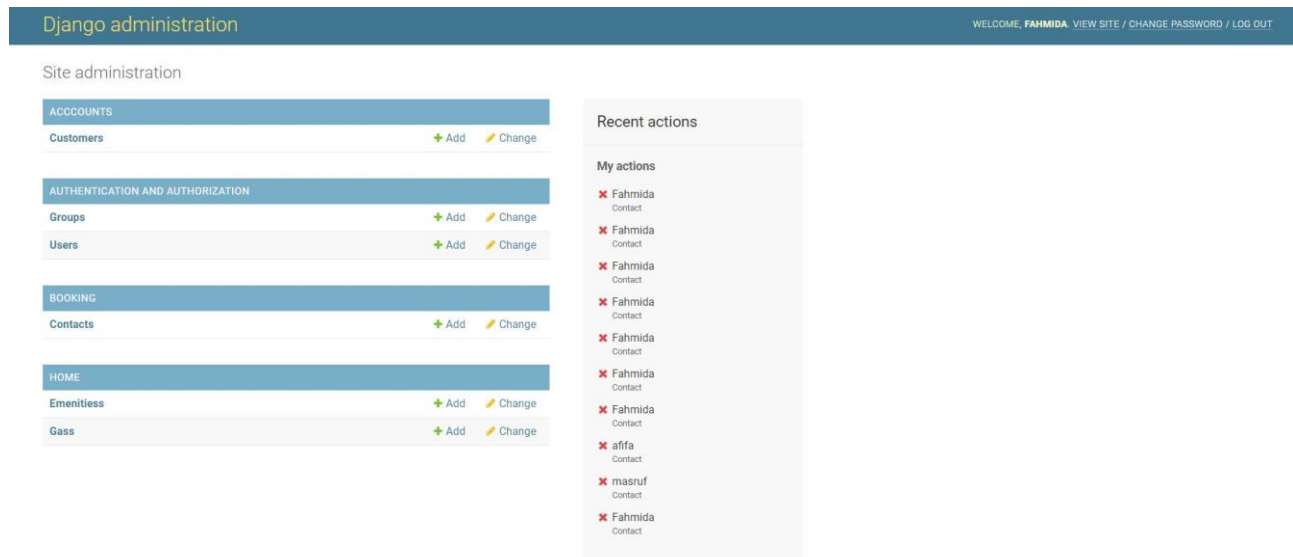 Django administration
WELCOME, FAHMIDA. VIEW SITE / CHANGE PASSWORD / LOG OUT
Site administration
ACCCOUNTS
Customers Add Change
AUTHENTICATION AND AUTHORIZATION
Groups Add Change
Users Add Change
BOOKING
Contacts Add Change
HOME
Emenitiess Add Change
Gass Add Change
Recent actions
My actions
Fahmida
Contact
Fahmida
Contact
Fahmida
Contact
Fahmida
Contact
Fahmida
Contact
Fahmida
Contact
Fahmida
Contact
afifa
Contact
masruf
Contact
Fahmida
Contact